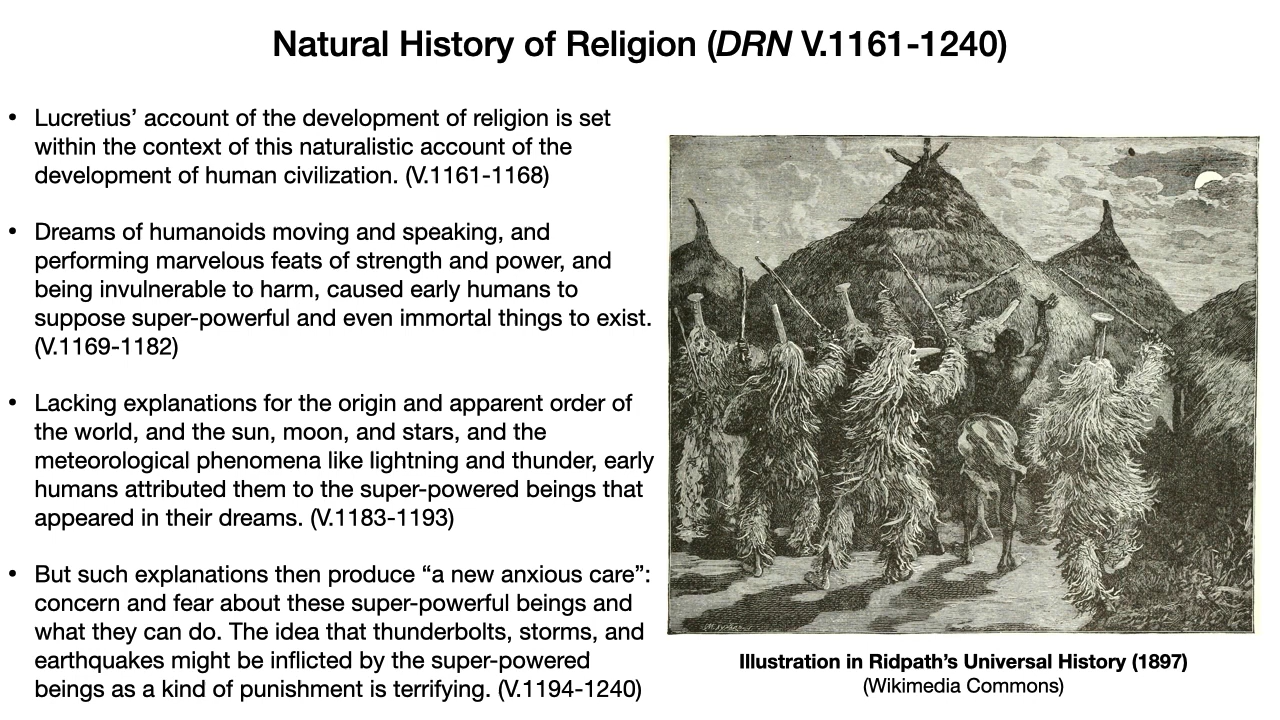 Natural History of Religion (DRN V.1161-1240)
• Lucretius’ account of the development of religion is set
within the context of this naturalistic account of the
development of human civilization. (V.1161-1168)
• Dreams of humanoids moving and speaking, and
performing marvelous feats of strength and power, and
being invulnerable to harm, caused early humans to
suppose super-powerful and even immortal things to exist.
(V.1169-1182)
• Lacking explanations for the origin and apparent order of
the world, and the sun, moon, and stars, and the
meteorological phenomena like lightning and thunder, early
humans attributed them to the super-powered beings that
appeared in their dreams. (V.1183-1193)
• But such explanations then produce “a new anxious care”:
concern and fear about these super-powerful beings and
what they can do. The idea that thunderbolts, storms, and
earthquakes might be inflicted by the super-powered
beings as a kind of punishment is terrifying. (V.1194-1240)
Illustration in Ridpath’s Universal History (1897)
(Wikimedia Commons)